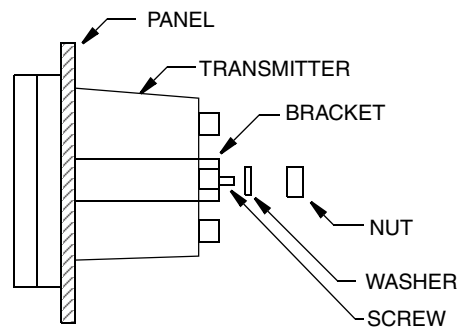 PANEL
TRANSMITTER
BRACKET
NUT
WASHER
SCREW